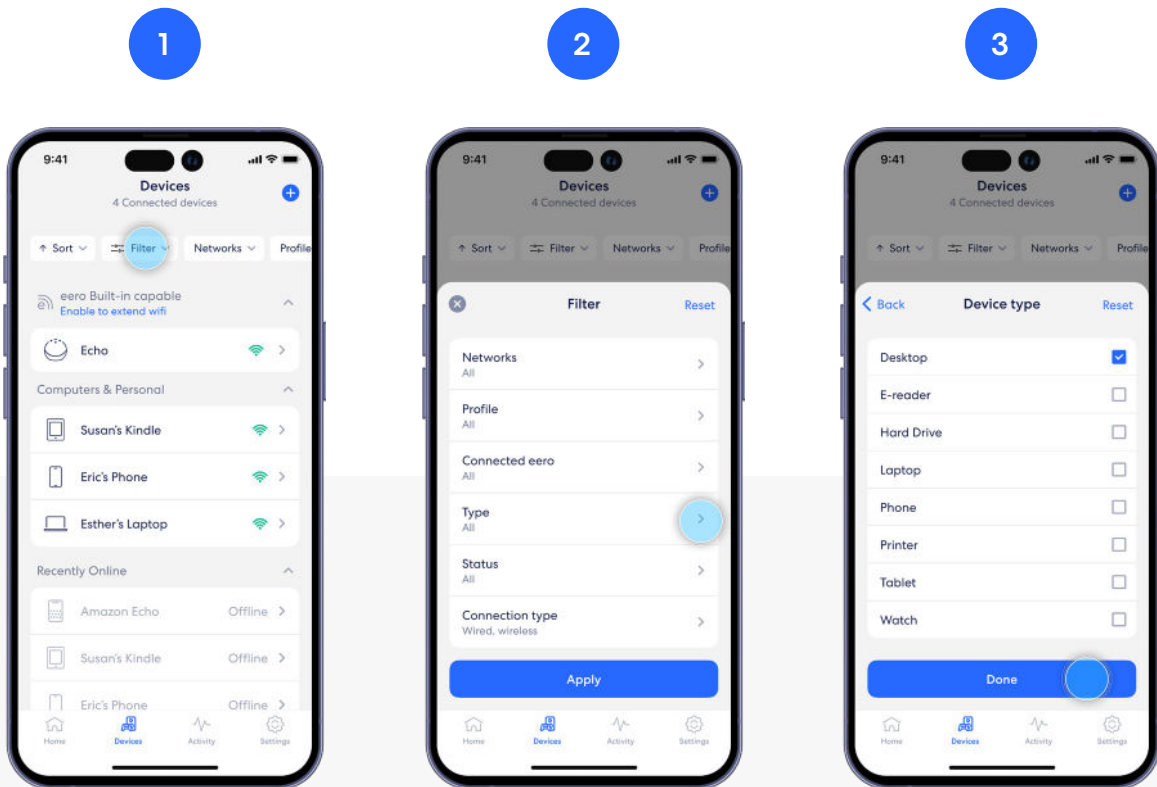 1
2
3
9:41
Devices
4 Connected devices
Sort
Filter
Networks
Profile
eero Built-in capable
Enable to extend wifi
Echo
Computers & Personal
Susan's Kindle
Eric's Phone
Esther's Laptop
Recently Online
Amazon Echo Offline
Susan's Kindle Offline
Eric's Phone Offline
Home Devices Activity Settings
9:41
Devices
4 Connected devices
Sort Filter Networks Profile
Filter Reset
Networks
All
Profile
All
Connected eero
All
Type
All
Status
All
Connection type
Wired, wireless
Apply
Home Devices Activity Settings
9:41
Devices
4 Connected devices
Sort Filter Networks Profile
Back Device type Reset
Desktop
E-reader
Hard Drive
Laptop
Phone
Printer
Tablet
Watch
Done
Home Devices Activity Settings